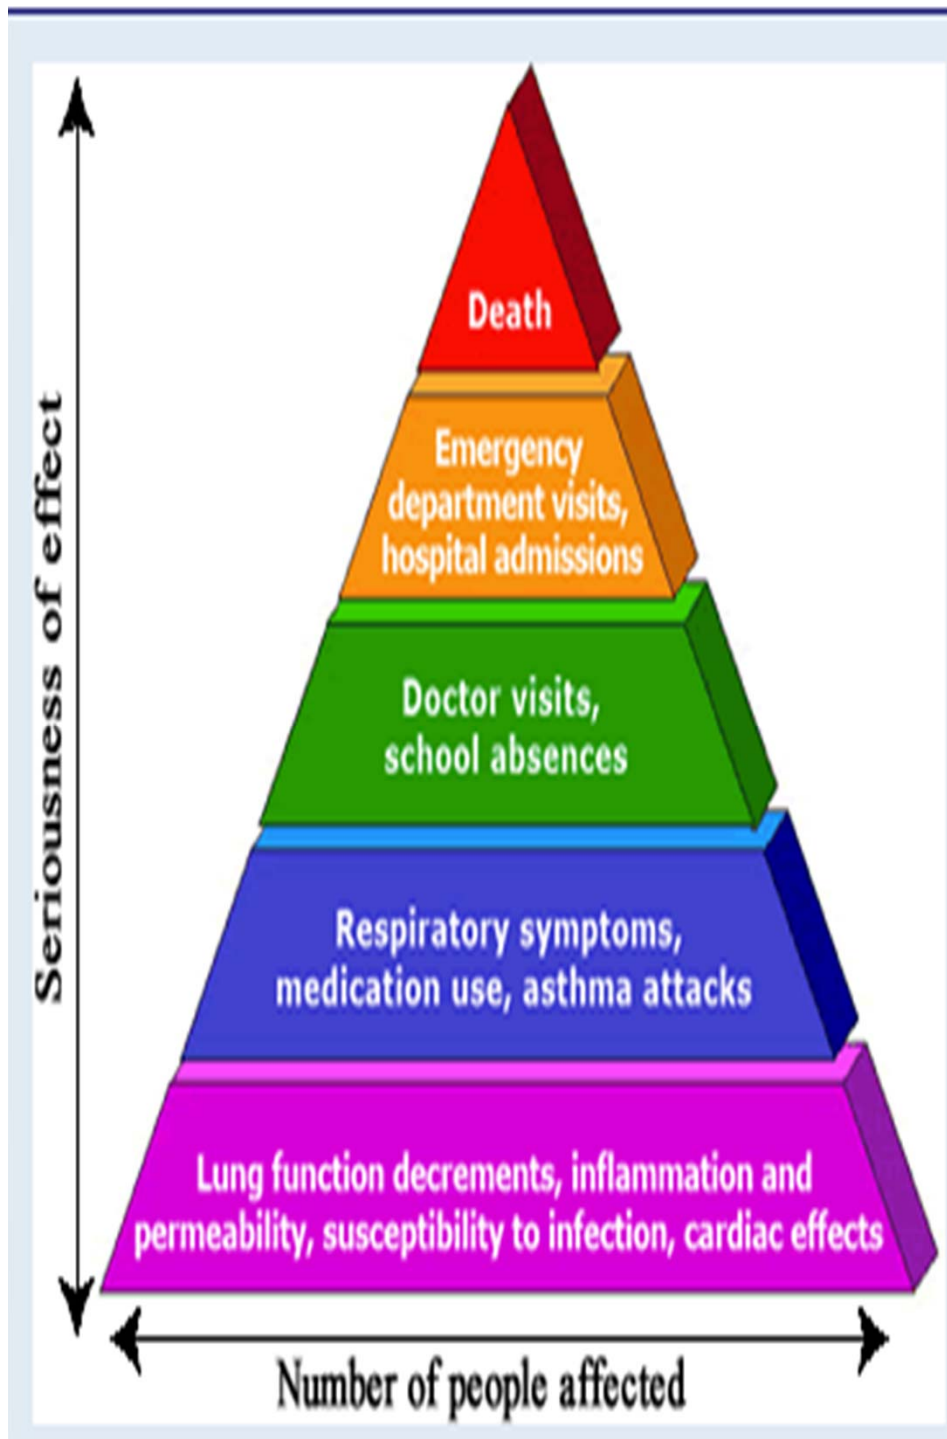 Death
Emergency
department visits,
hospital admissions
Doctor visits,
school absences
Respiratory symptoms,
medication use, asthma attacks
Lung function decrements, inflammation and
permeability, susceptibility to infection, cardiac effects
Seriousness of effect
Number of people affected